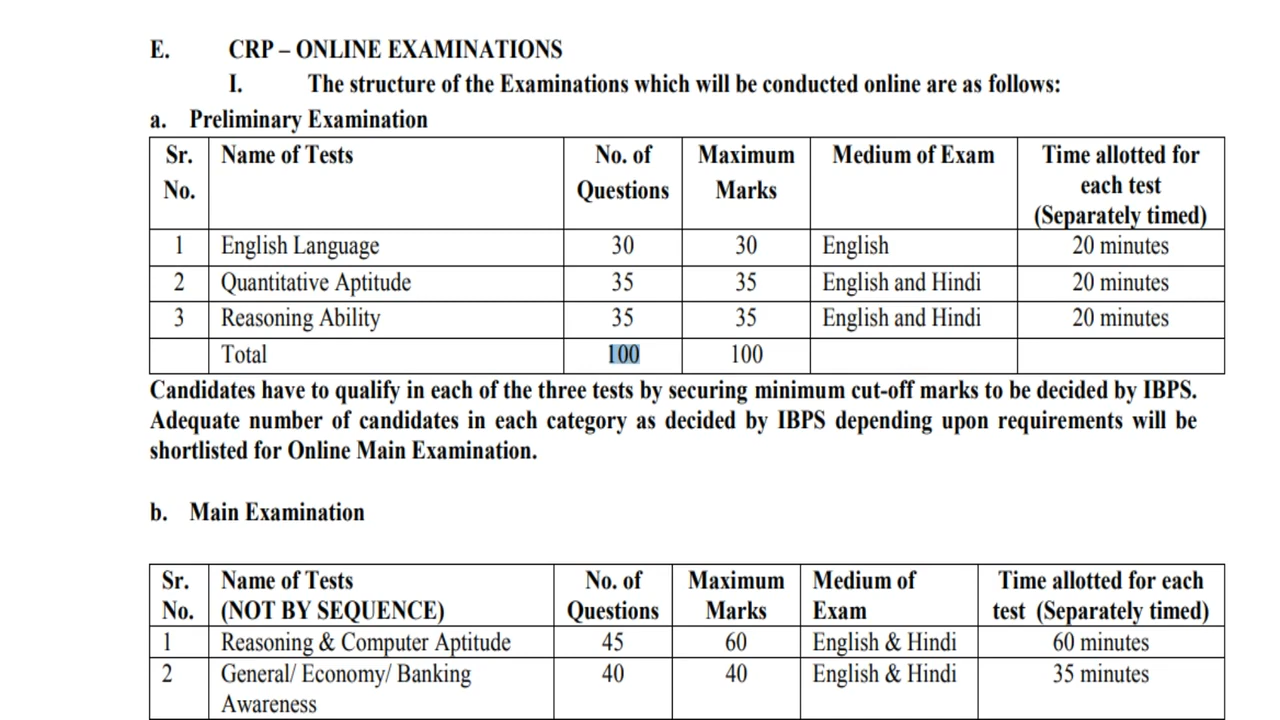 E. CRP – ONLINE EXAMINATIONS
I. The structure of the Examinations which will be conducted online are as follows:
a. Preliminary Examination
Sr. No. Name of Tests No. of Questions Maximum Marks Medium of Exam Time allotted for each test (Separately timed)
1 English Language 30 30 English 20 minutes
2 Quantitative Aptitude 35 35 English and Hindi 20 minutes
3 Reasoning Ability 35 35 English and Hindi 20 minutes
Total 100 100
Candidates have to qualify in each of the three tests by securing minimum cut-off marks to be decided by IBPS.
Adequate number of candidates in each category as decided by IBPS depending upon requirements will be
shortlisted for Online Main Examination.
b. Main Examination
Sr. No. Name of Tests (NOT BY SEQUENCE) No. of Questions Maximum Marks Medium of Exam Time allotted for each test (Separately timed)
1 Reasoning & Computer Aptitude 45 60 English & Hindi 60 minutes
2 General/ Economy/ Banking Awareness 40 40 English & Hindi 35 minutes